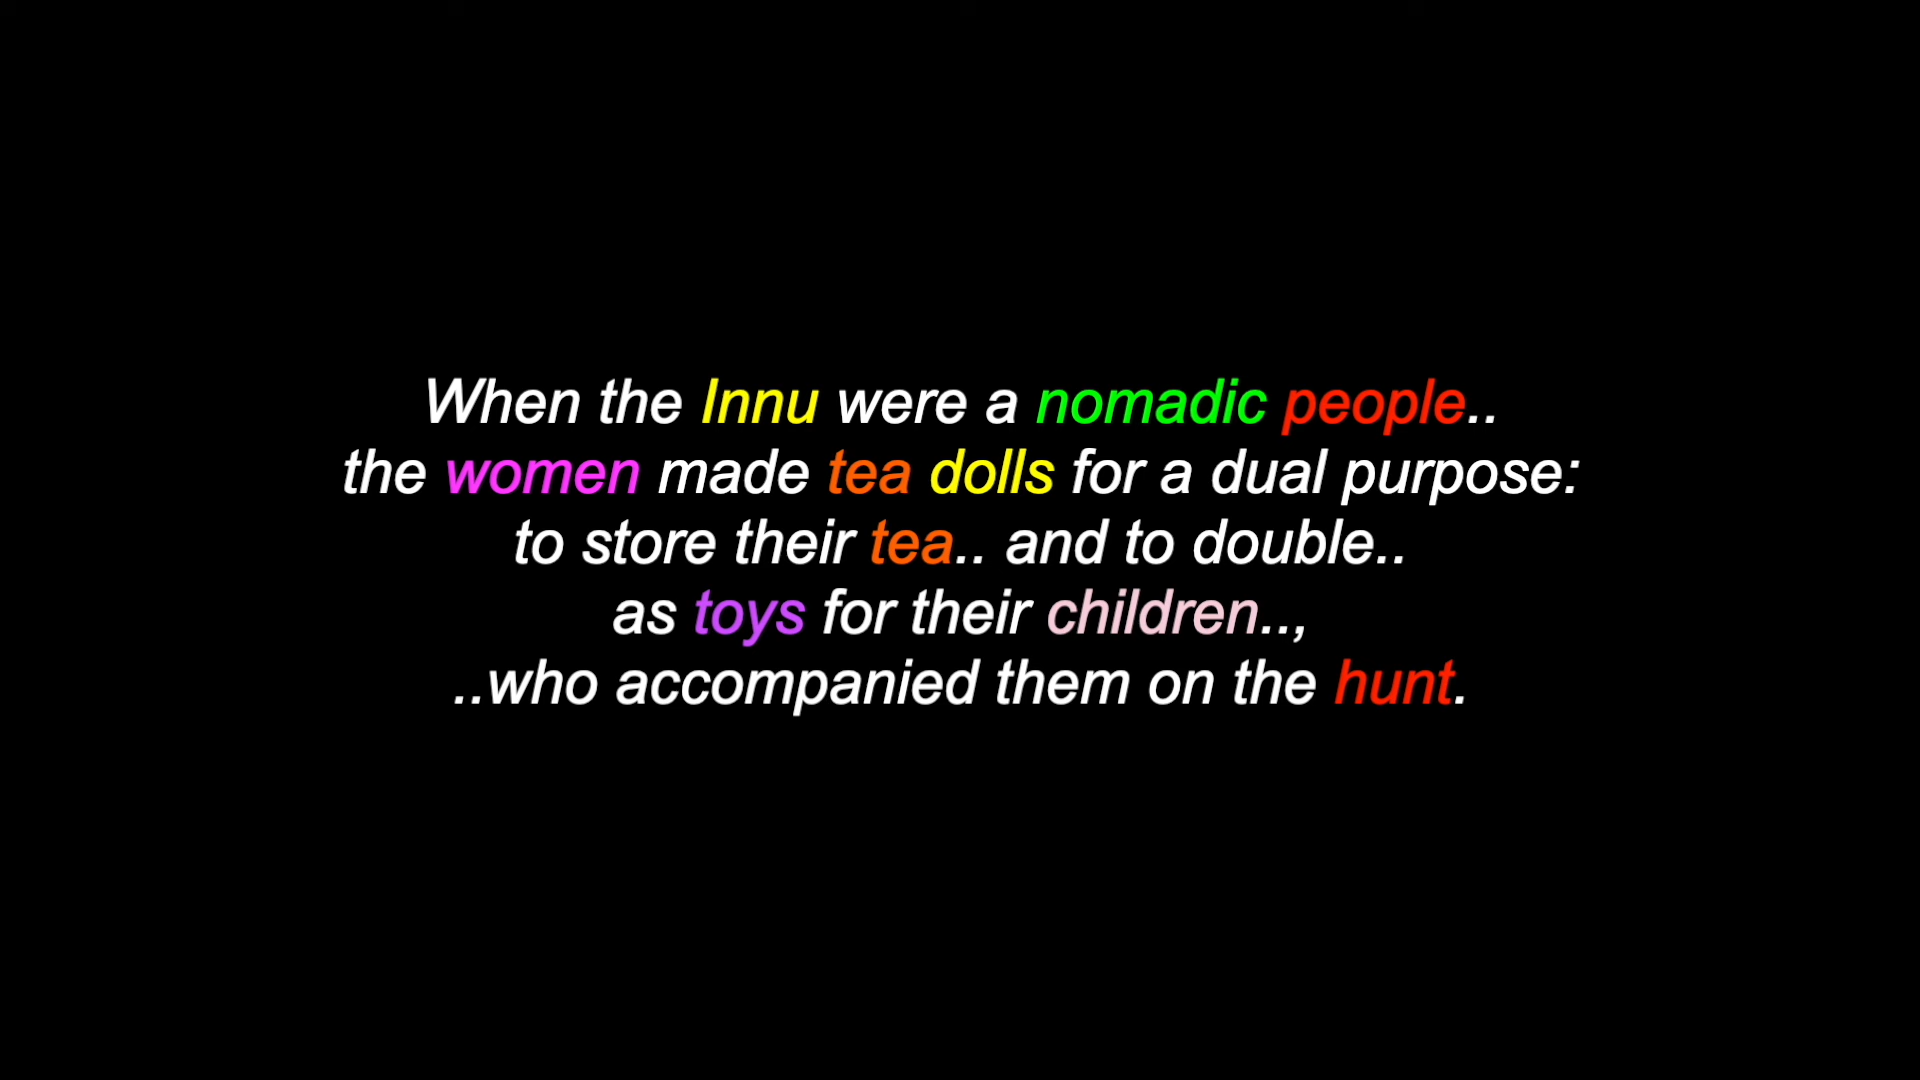 When the Innu were a nomadic people..
the women made tea dolls for a dual purpose:
to store their tea.. and to double..
as toys for their children..,
..who accompanied them on the hunt.